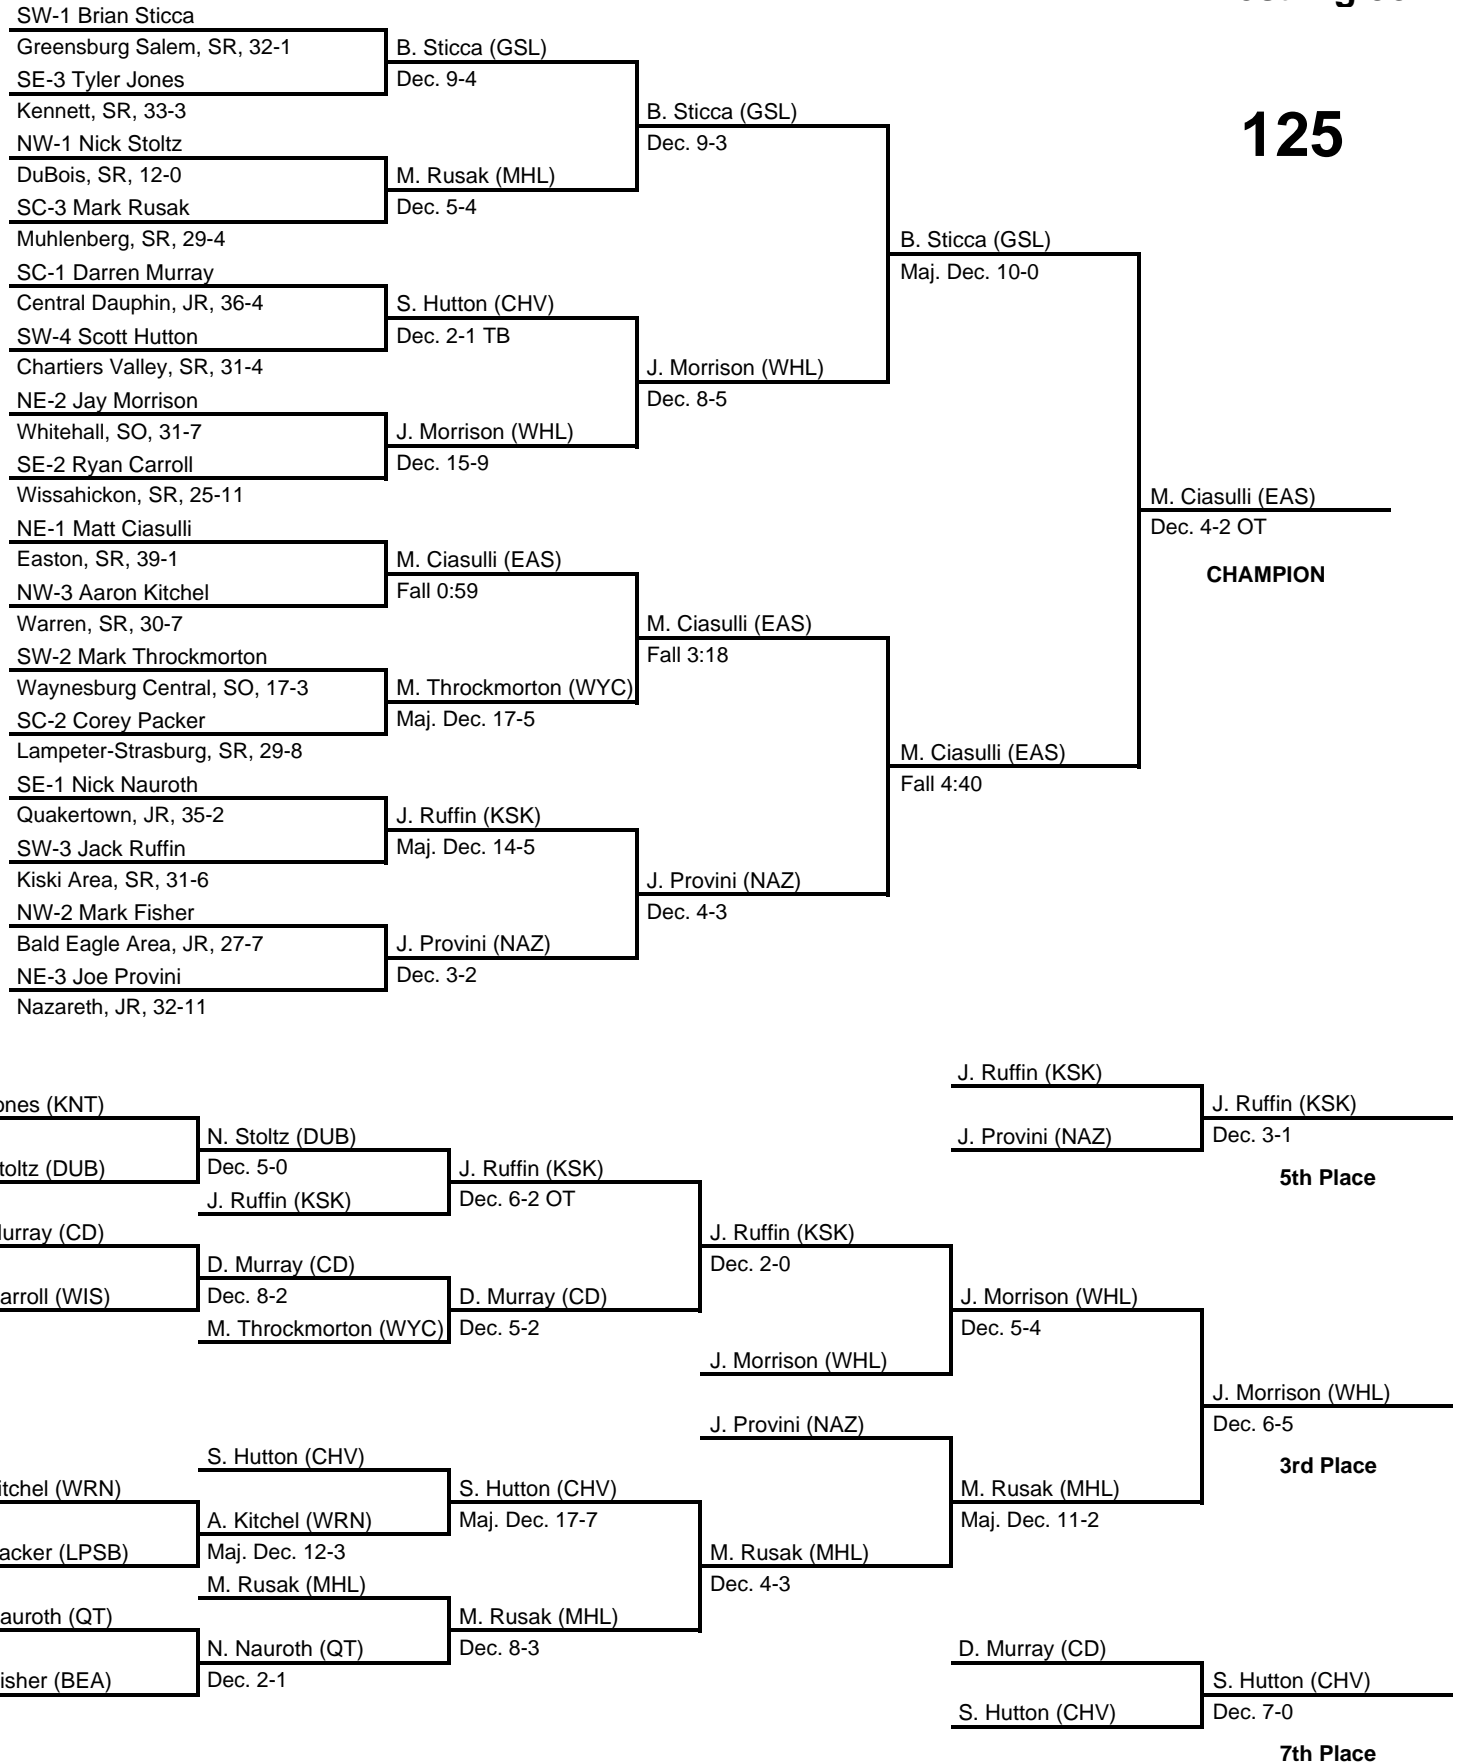 SW-1 Brian Sticca
Greensburg Salem, SR, 32-1
SE-3 Tyler Jones
Kennett, SR, 33-3
NW-1 Nick Stoltz
DuBois, SR, 12-0
SC-3 Mark Rusak
Muhlenberg, SR, 29-4
SC-1 Darren Murray
Central Dauphin, JR, 36-4
SW-4 Scott Hutton
Chartiers Valley, SR, 31-4
NE-2 Jay Morrison
Whitehall, SO, 31-7
SE-2 Ryan Carroll
Wissahickon, SR, 25-11
NE-1 Matt Ciasulli
Easton, SR, 39-1
NW-3 Aaron Kitchel
Warren, SR, 30-7
SW-2 Mark Throckmorton
Waynesburg Central, SO, 17-3
SC-2 Corey Packer
Lampeter-Strasburg, SR, 29-8
SE-1 Nick Nauroth
Quakertown, JR, 35-2
SW-3 Jack Ruffin
Kiski Area, SR, 31-6
NW-2 Mark Fisher
Bald Eagle Area, JR, 27-7
NE-3 Joe Provini
Nazareth, JR, 32-11
B. Sticca (GSL)
Dec. 9-4
M. Rusak (MHL)
Dec. 5-4
S. Hutton (CHV)
Dec. 2-1 TB
J. Morrison (WHL)
Dec. 15-9
M. Ciasulli (EAS)
Fall 0:59
M. Throckmorton (WYC)
Maj. Dec. 17-5
J. Ruffin (KSK)
Maj. Dec. 14-5
J. Provini (NAZ)
Dec. 3-2
B. Sticca (GSL)
Dec. 9-3
J. Morrison (WHL)
Dec. 8-5
M. Ciasulli (EAS)
Fall 3:18
J. Provini (NAZ)
Dec. 4-3
B. Sticca (GSL)
Maj. Dec. 10-0
M. Ciasulli (EAS)
Fall 4:40
125
M. Ciasulli (EAS)
Dec. 4-2 OT
CHAMPION
ones (KNT)
toltz (DUB)
urray (CD)
arroll (WIS)
itchel (WRN)
acker (LPSB)
auroth (QT)
isher (BEA)
N. Stoltz (DUB)
Dec. 5-0
J. Ruffin (KSK)
D. Murray (CD)
Dec. 8-2
M. Throckmorton (WYC)
S. Hutton (CHV)
A. Kitchel (WRN)
Maj. Dec. 12-3
M. Rusak (MHL)
N. Nauroth (QT)
Dec. 2-1
J. Ruffin (KSK)
Dec. 6-2 OT
D. Murray (CD)
Dec. 5-2
S. Hutton (CHV)
Maj. Dec. 17-7
M. Rusak (MHL)
Dec. 8-3
J. Ruffin (KSK)
Dec. 2-0
J. Morrison (WHL)
J. Provini (NAZ)
M. Rusak (MHL)
Dec. 4-3
J. Ruffin (KSK)
J. Provini (NAZ)
J. Morrison (WHL)
Dec. 5-4
M. Rusak (MHL)
Maj. Dec. 11-2
D. Murray (CD)
S. Hutton (CHV)
J. Ruffin (KSK)
Dec. 3-1
5th Place
J. Morrison (WHL)
Dec. 6-5
3rd Place
S. Hutton (CHV)
Dec. 7-0
7th Place